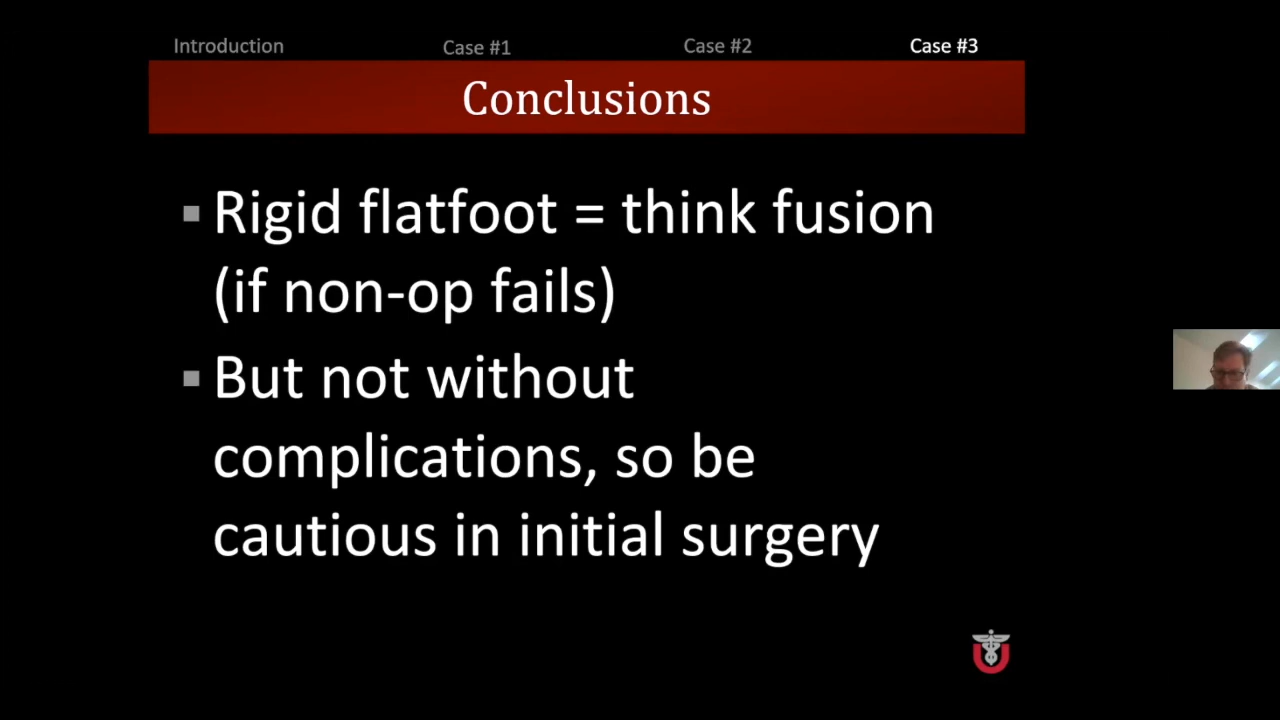 Introduction
Case #1
Case #2
Case #3
Conclusions
Rigid flatfoot = think fusion
(if non-op fails)
But not without
complications, so be
cautious in initial surgery
U